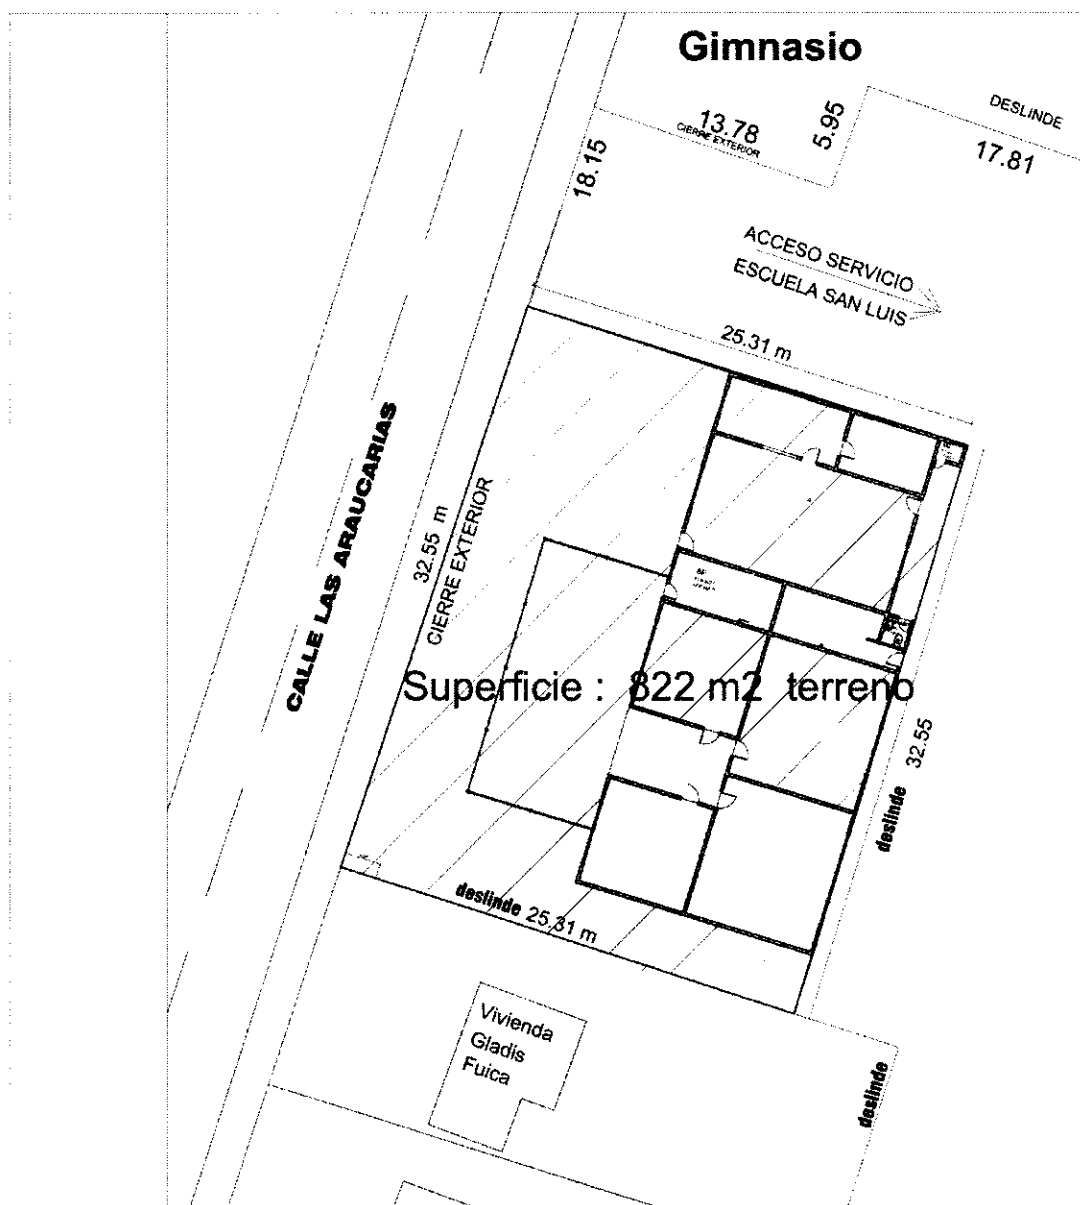 Gimnasio
DESLINDE
13.78
CIERRE EXTERIOR
5.95
17.81
18.15
ACCESO SERVICIO
ESCUELA SAN LUIS
25.31 m
CALLE LAS ARAUCARIAS
32.55 m
CIERRE EXTERIOR
Superficie : 822 m2 terreno
32.55
deslinde
deslinde 25.31 m
Vivienda
Gladis
Fuica
deslinde